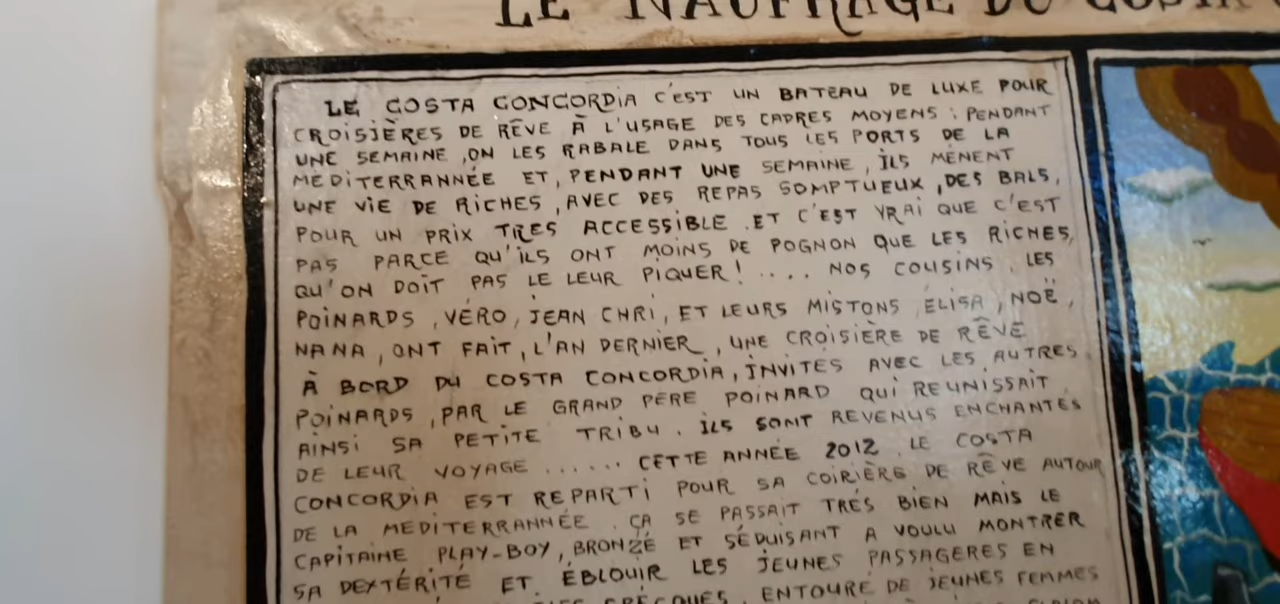 LE NAUFRAGE DU COSTA
LE COSTA CONCORDIA C'EST UN BATEAU DE LUXE POUR
CROISIÈRES DE RÊVE À L'USAGE DES CADRES MOYENS : PENDANT
UNE SEMAINE , ON LES RABALE DANS TOUS LES PORTS DE LA
MÉDITERRANNÉE ET , PENDANT UNE SEMAINE , ILS MÈNENT
UNE VIE DE RICHES , AVEC DES REPAS SOMPTUEUX , DES BALS ,
POUR UN PRIX TRES ACCESSIBLE . ET C'EST VRAI QUE C'EST
PAS PARCE QU'ILS ONT MOINS DE POGNON QUE LES RICHES,
QU'ON DOIT PAS LE LEUR PIQUER ! .... NOS COUSINS , LES
POINARDS , VÉRO , JEAN CHRI , ET LEURS MISTONS ÉLISA , NOË ,
NANA , ONT FAIT , L'AN DERNIER , UNE CROISIÈRE DE RÊVE
À BORD DU COSTA CONCORDIA , INVITES AVEC LES AUTRES
POINARDS , PAR LE GRAND PERE POINARD QUI REUNISSAIT
AINSI SA PETITE TRIBU . ILS SONT REVENUS ENCHANTÉS
DE LEUR VOYAGE ...... CETTE ANNÉE 2012 LE COSTA
CONCORDIA EST REPARTI POUR SA COIRIÈRE DE RÊVE AUTOUR
DE LA MEDITERRANNÉE . ÇA SE PASSAIT TRÉS BIEN MAIS LE
CAPITAINE PLAY-BOY , BRONZÉ ET SÉDUISANT A VOULU MONTRER
SA DEXTÉRITÉ ET ÉBLOUIR LES JEUNES PASSAGERES EN
GRECQUES , ENTOURÉ DE JEUNES FEMMES